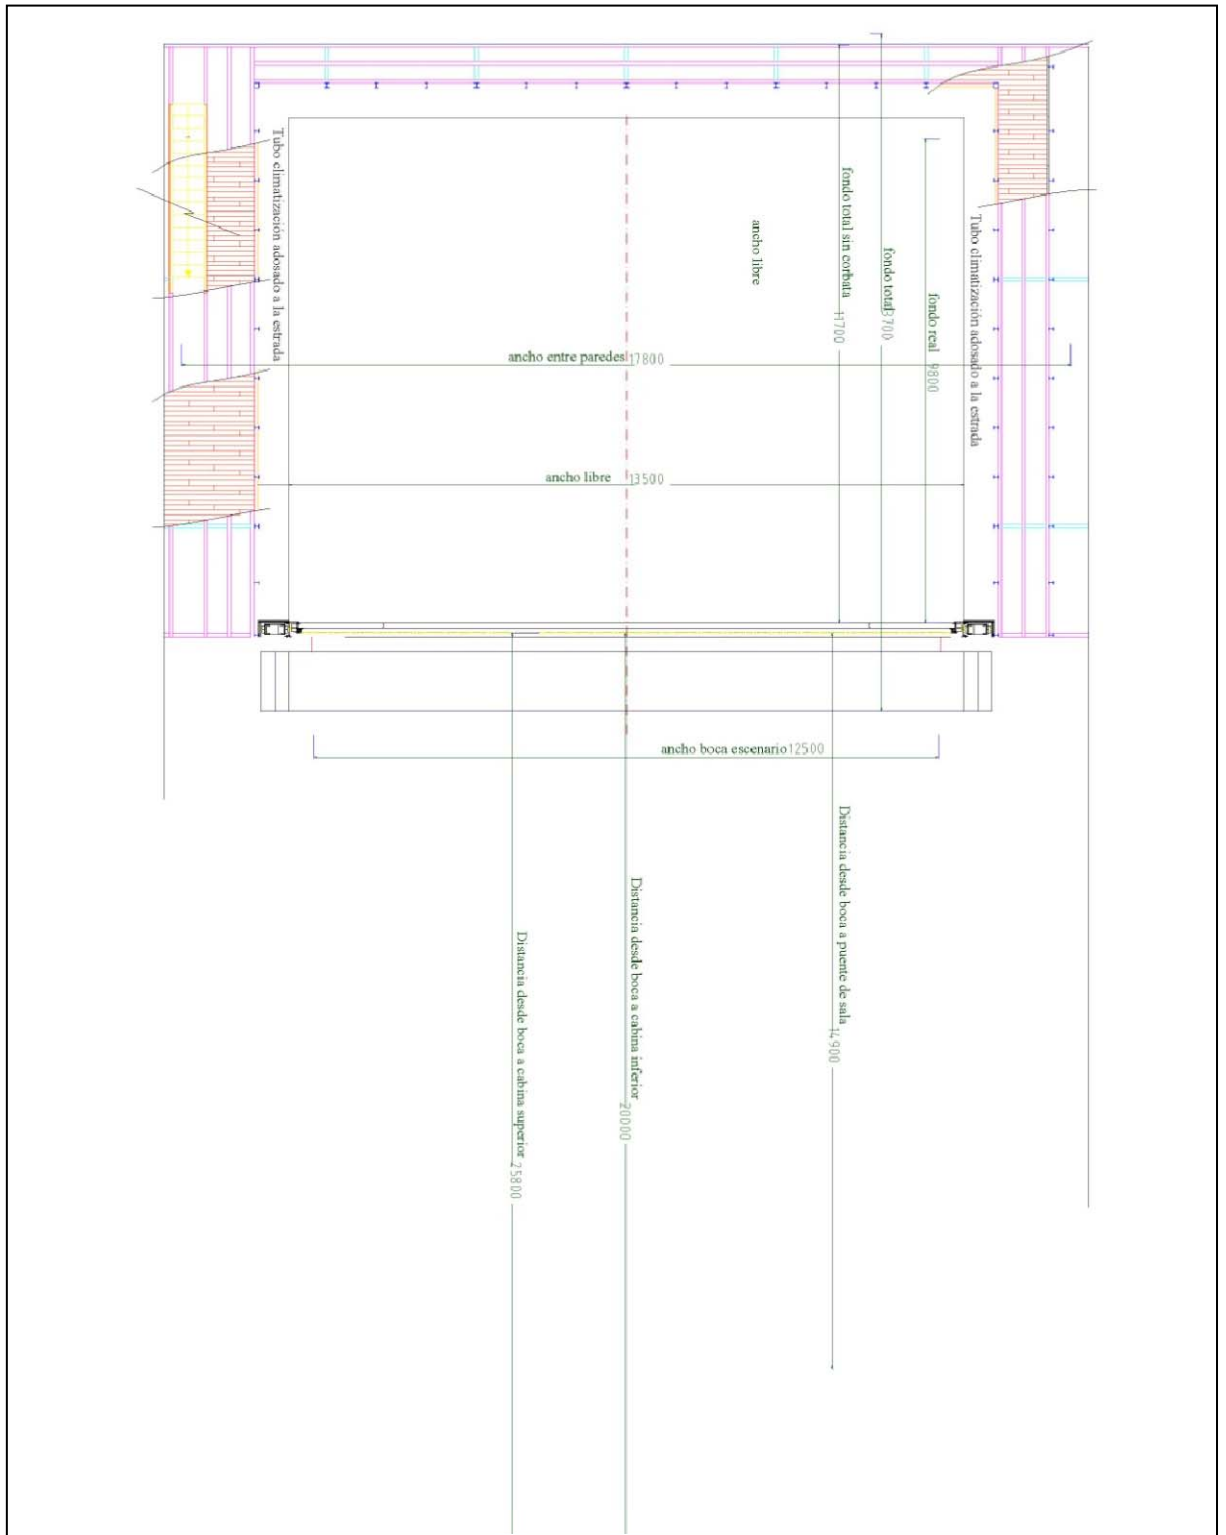 Tubo climatización adosado a la estrada
fondo total sin corbata 11700
ancho libre
fondo total 13700
fondo real 9800
Tubo climatización adosado a la estrada
ancho entre paredes 17800
ancho libre 13500
ancho boca escenario 12500
Distancia desde boca a puente de sala 14900
Distancia desde boca a cabina inferior 20000
Distancia desde boca a cabina superior 25800